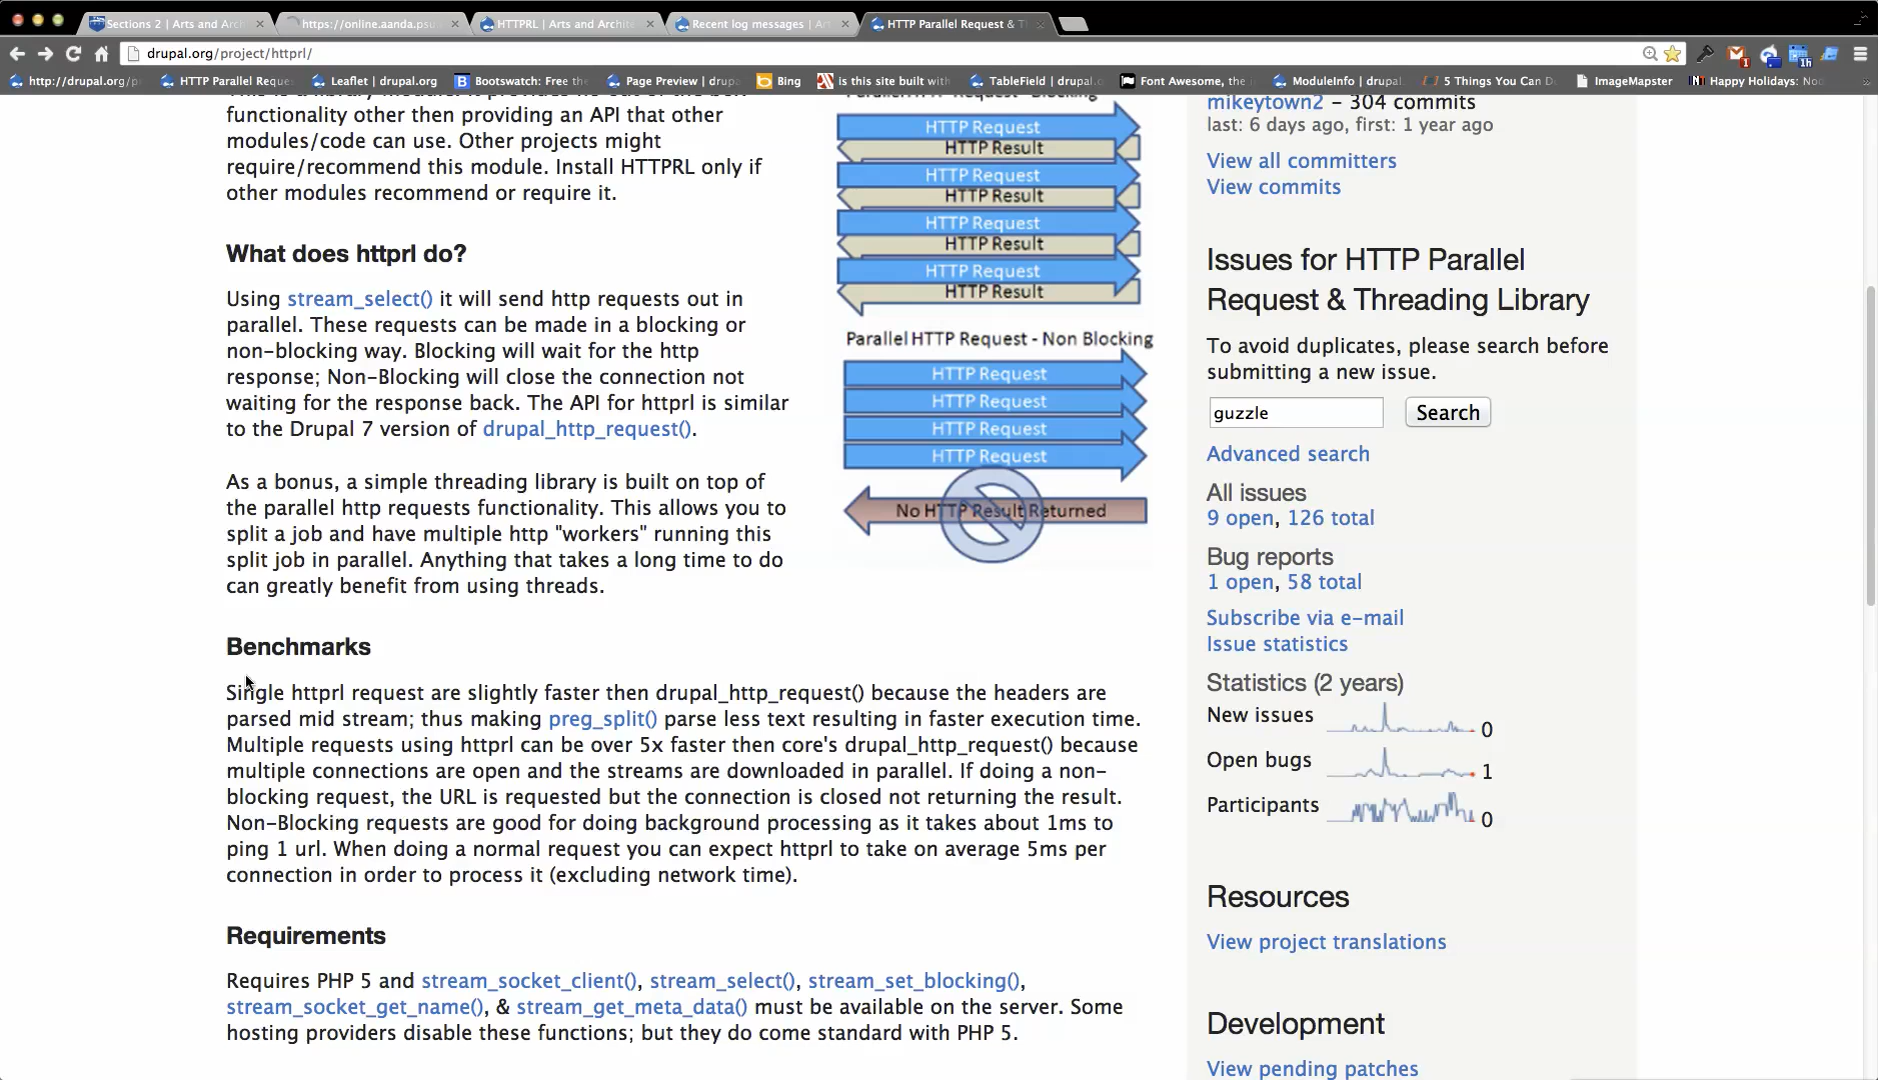 Sections 2 | Arts and Arc
https://online.aanda.psu
HTTPRL | Arts and Archite
Recent log messages | Ar
HTTP Parallel Request & T
drupal.org/project/httprl/
http://drupal.org/p
HTTP Parallel Reque
Leaflet | drupal.org
Bootswatch: Free the
Page Preview | drup
Bing
is this site built with
TableField | drupal.o
Font Awesome, the
ModuleInfo | drupal
5 Things You Can D
ImageMapster
Happy Holidays: No
functionality other then providing an API that other
modules/code can use. Other projects might
require/recommend this module. Install HTTPRL only if
other modules recommend or require it.
What does httprl do?
Using stream_select() it will send http requests out in
parallel. These requests can be made in a blocking or
non-blocking way. Blocking will wait for the http
response; Non-Blocking will close the connection not
waiting for the response back. The API for httprl is similar
to the Drupal 7 version of drupal_http_request().
As a bonus, a simple threading library is built on top of
the parallel http requests functionality. This allows you to
split a job and have multiple http "workers" running this
split job in parallel. Anything that takes a long time to do
can greatly benefit from using threads.
HTTP Request
HTTP Result
HTTP Request
HTTP Result
HTTP Request
HTTP Result
HTTP Request
HTTP Result
Parallel HTTP Request - Non Blocking
HTTP Request
HTTP Request
HTTP Request
HTTP Request
No HTTP Result Returned
Benchmarks
Single httprl request are slightly faster then drupal_http_request() because the headers are
parsed mid stream; thus making preg_split() parse less text resulting in faster execution time.
Multiple requests using httprl can be over 5x faster then core's drupal_http_request() because
multiple connections are open and the streams are downloaded in parallel. If doing a non-
blocking request, the URL is requested but the connection is closed not returning the result.
Non-Blocking requests are good for doing background processing as it takes about 1ms to
ping 1 url. When doing a normal request you can expect httprl to take on average 5ms per
connection in order to process it (excluding network time).
Requirements
Requires PHP 5 and stream_socket_client(), stream_select(), stream_set_blocking(),
stream_socket_get_name(), & stream_get_meta_data() must be available on the server. Some
hosting providers disable these functions; but they do come standard with PHP 5.
mikeytown2 - 304 commits
last: 6 days ago, first: 1 year ago
View all committers
View commits
Issues for HTTP Parallel
Request & Threading Library
To avoid duplicates, please search before
submitting a new issue.
guzzle Search
Advanced search
All issues
9 open, 126 total
Bug reports
1 open, 58 total
Subscribe via e-mail
Issue statistics
Statistics (2 years)
New issues 0
Open bugs 1
Participants 0
Resources
View project translations
Development
View pending patches